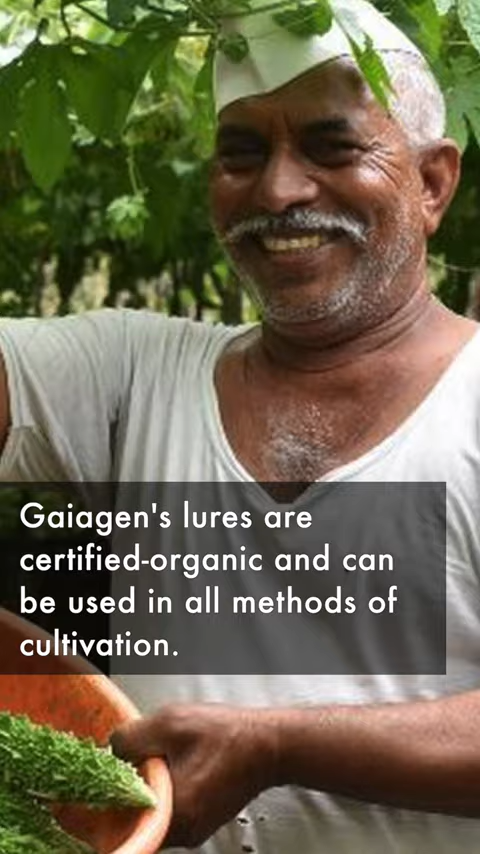 Gaiagen's lures are
certified-organic and can
be used in all methods of
cultivation.